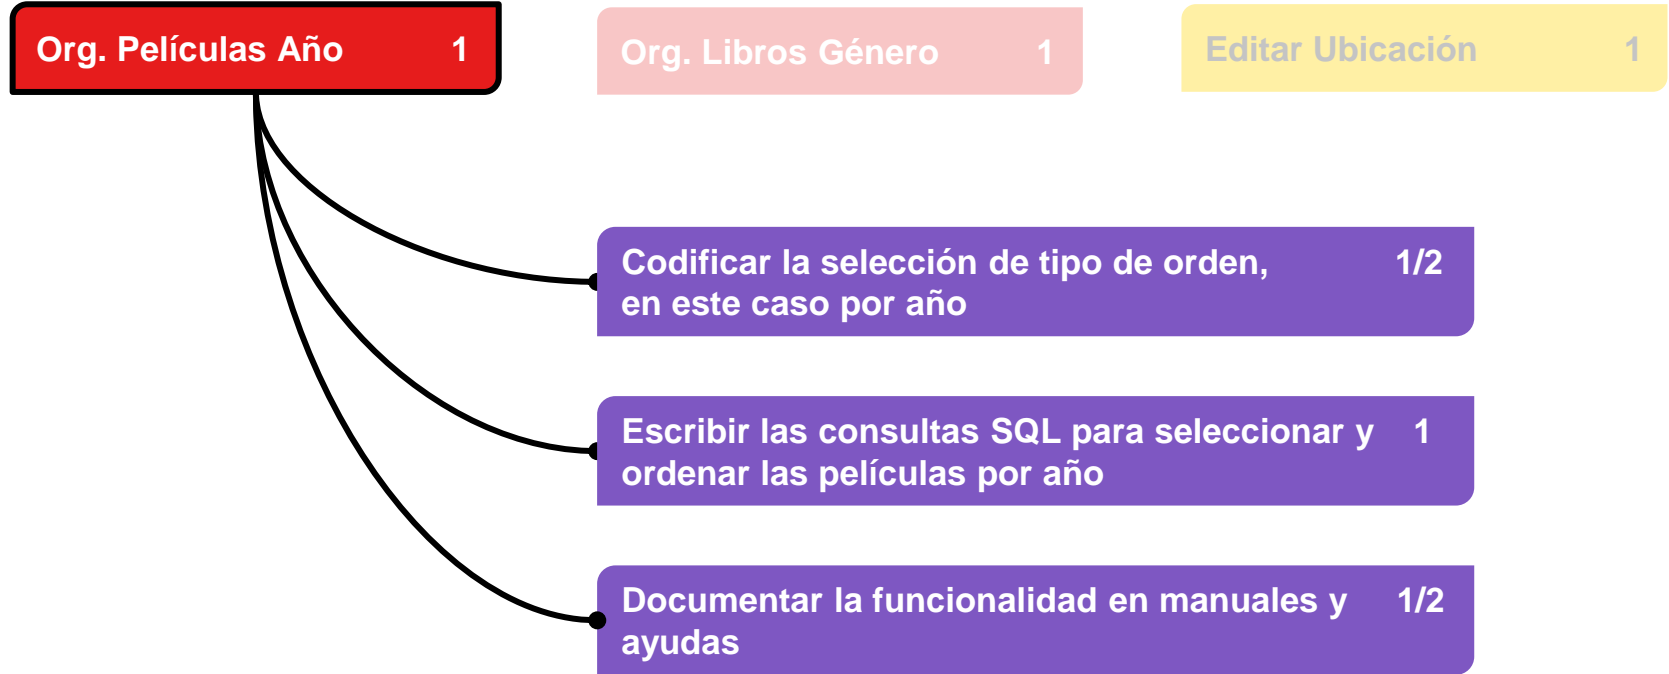 Org. Películas Año 1
Org. Libros Género 1
Editar Ubicación 1
Codificar la selección de tipo de orden, 1/2
en este caso por año
Escribir las consultas SQL para seleccionar y 1
ordenar las películas por año
Documentar la funcionalidad en manuales y 1/2
ayudas